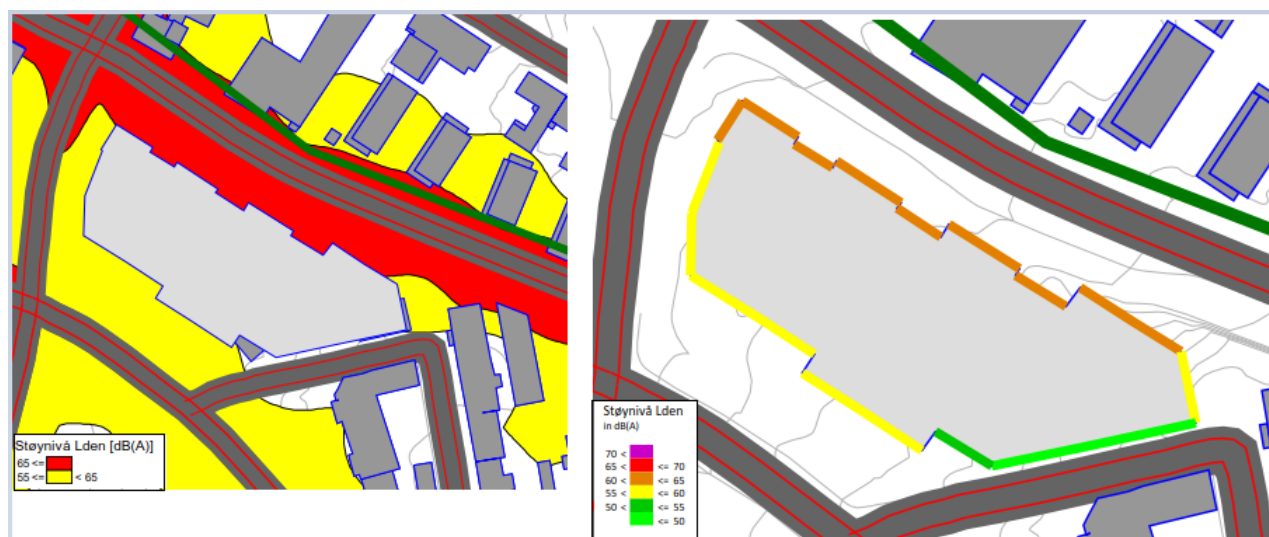 Støynivå Lden [dB(A)]
65 <=
55 <= < 65
Støynivå Lden
in dB(A)
70 <
65 < <= 70
60 < <= 65
55 < <= 60
50 < <= 55
<= 50